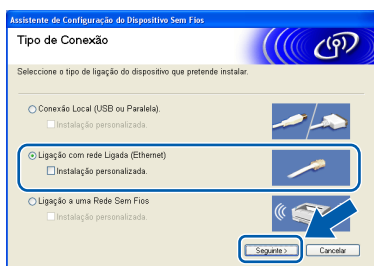 Assistente de Configuração do Dispositivo Sem Fios
Tipo de Conexão
Seleccione o tipo de ligação do dispositivo que pretende instalar.
Conexão Local (USB ou Paralela).
Instalação personalizada.
Ligação com rede Ligada (Ethernet)
Instalação personalizada.
Ligação a uma Rede Sem Fios
Instalação personalizada.
Seguinte >
Cancelar